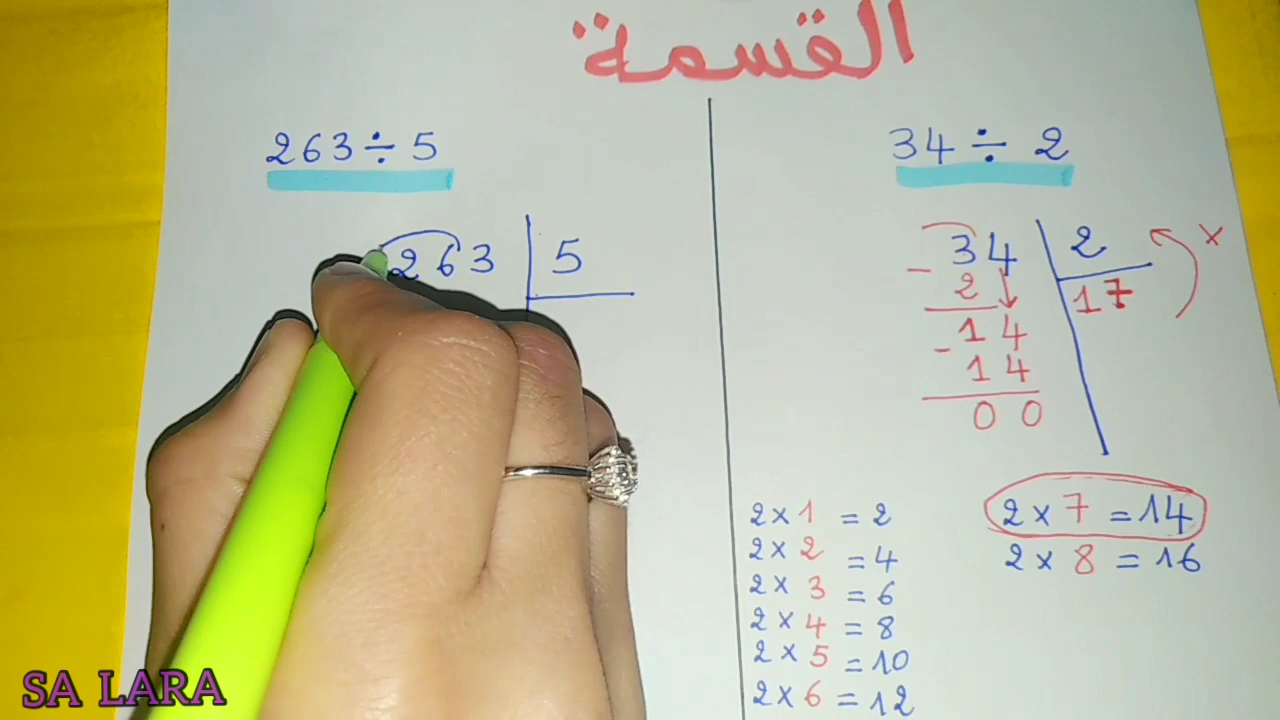 القسمة
263 ÷ 5
263 5
34 ÷ 2
34 2
- 2 17
14
- 14
00
×
2 × 7 = 14
2 × 8 = 16
2 × 1 = 2
2 × 2 = 4
2 × 3 = 6
2 × 4 = 8
2 × 5 = 10
2 × 6 = 12
SA LARA